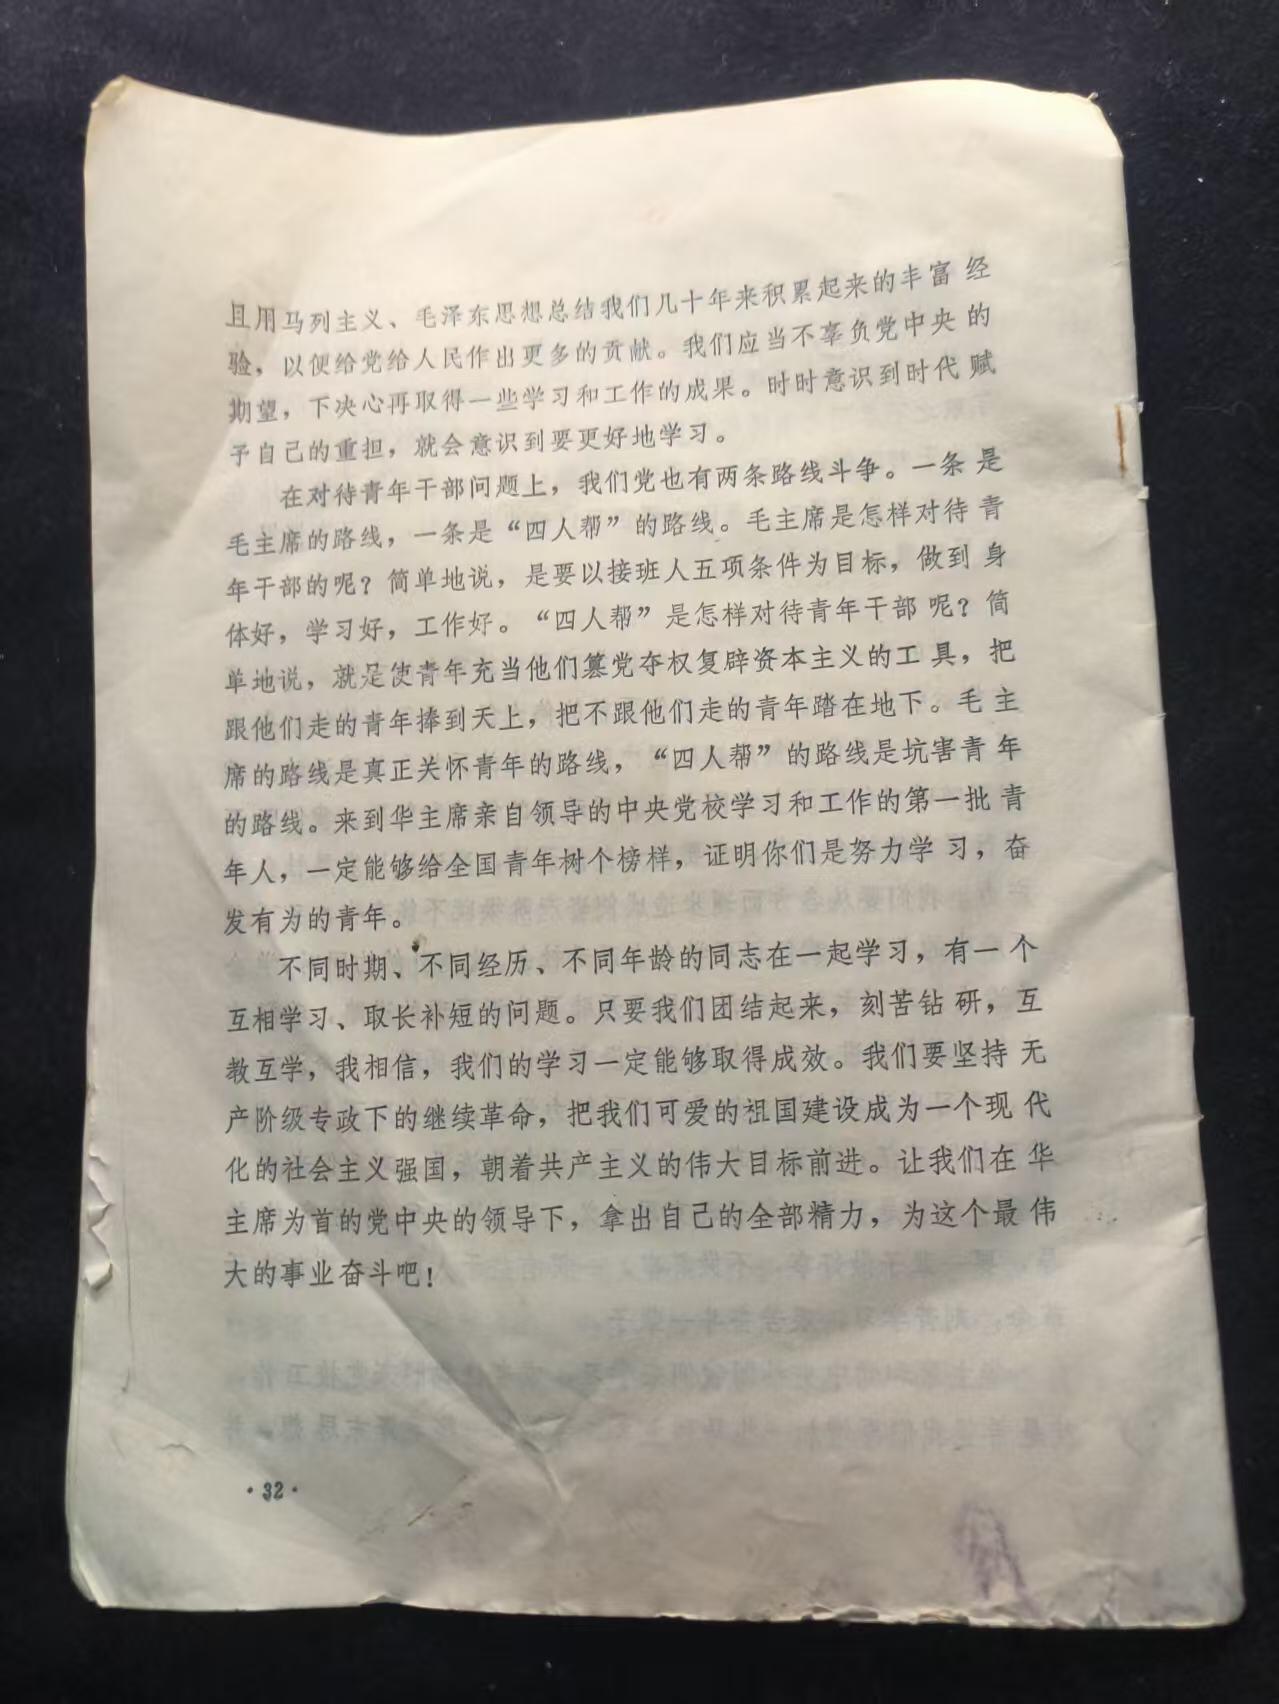 且用马列主义、毛泽东思想总结我们几十年来积累起来的丰富经
验，以便给党给人民作出更多的贡献。我们应当不辜负党中央的
期望，下决心再取得一些学习和工作的成果。时时意识到时代赋
予自己的重担，就会意识到要更好地学习。
在对待青年干部问题上，我们党也有两条路线斗争。一条是
毛主席的路线，一条是“四人帮”的路线。毛主席是怎样对待青
年干部的呢？简单地说，是要以接班人五项条件为目标，做到身
体好，学习好，工作好。“四人帮”是怎样对待青年干部呢？简
单地说，就是使青年充当他们篡党夺权复辟资本主义的工具，把
跟他们走的青年捧到天上，把不跟他们走的青年踏在地下。毛主
席的路线是真正关怀青年的路线，“四人帮”的路线是坑害青年
的路线。来到华主席亲自领导的中央党校学习和工作的第一批青
年人，一定能够给全国青年树个榜样，证明你们是努力学习，奋
发有为的青年。
不同时期、不同经历、不同年龄的同志在一起学习，有一个
互相学习、取长补短的问题。只要我们团结起来，刻苦钻研，互
教互学，我相信，我们的学习一定能够取得成效。我们要坚持无
产阶级专政下的继续革命，把我们可爱的祖国建设成为一个现代
化的社会主义强国，朝着共产主义的伟大目标前进。让我们在华
主席为首的党中央的领导下，拿出自己的全部精力，为这个最伟
大的事业奋斗吧！
·32·